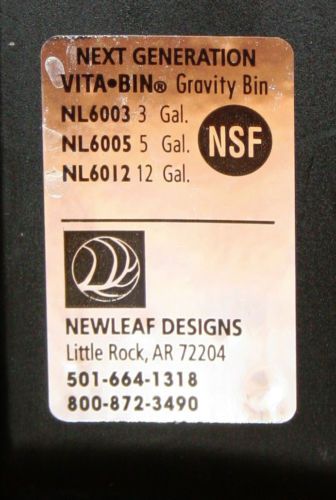 NEXT GENERATION
VITA•BIN® Gravity Bin
NL6003 3 Gal.
NL6005 5 Gal.
NL6012 12 Gal.
NSF
NEWLEAF DESIGNS
Little Rock, AR 72204
501-664-1318
800-872-3490